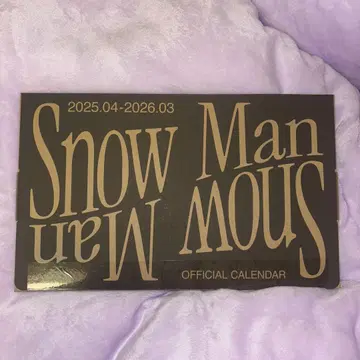 2025.04-2026.03
Snow Man
Snow Man
OFFICIAL CALENDAR